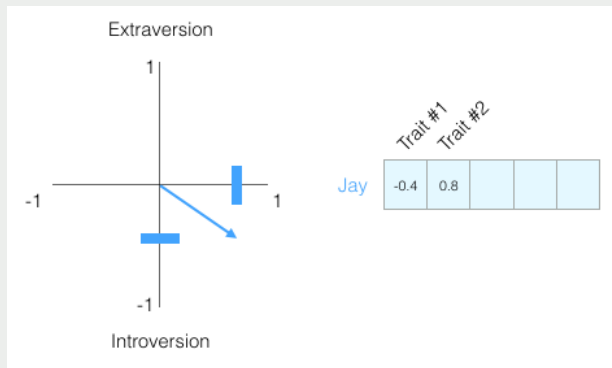 Extraversion
1
-1
1
-1
Introversion
Trait #1
Trait #2
Jay
-0.4
0.8